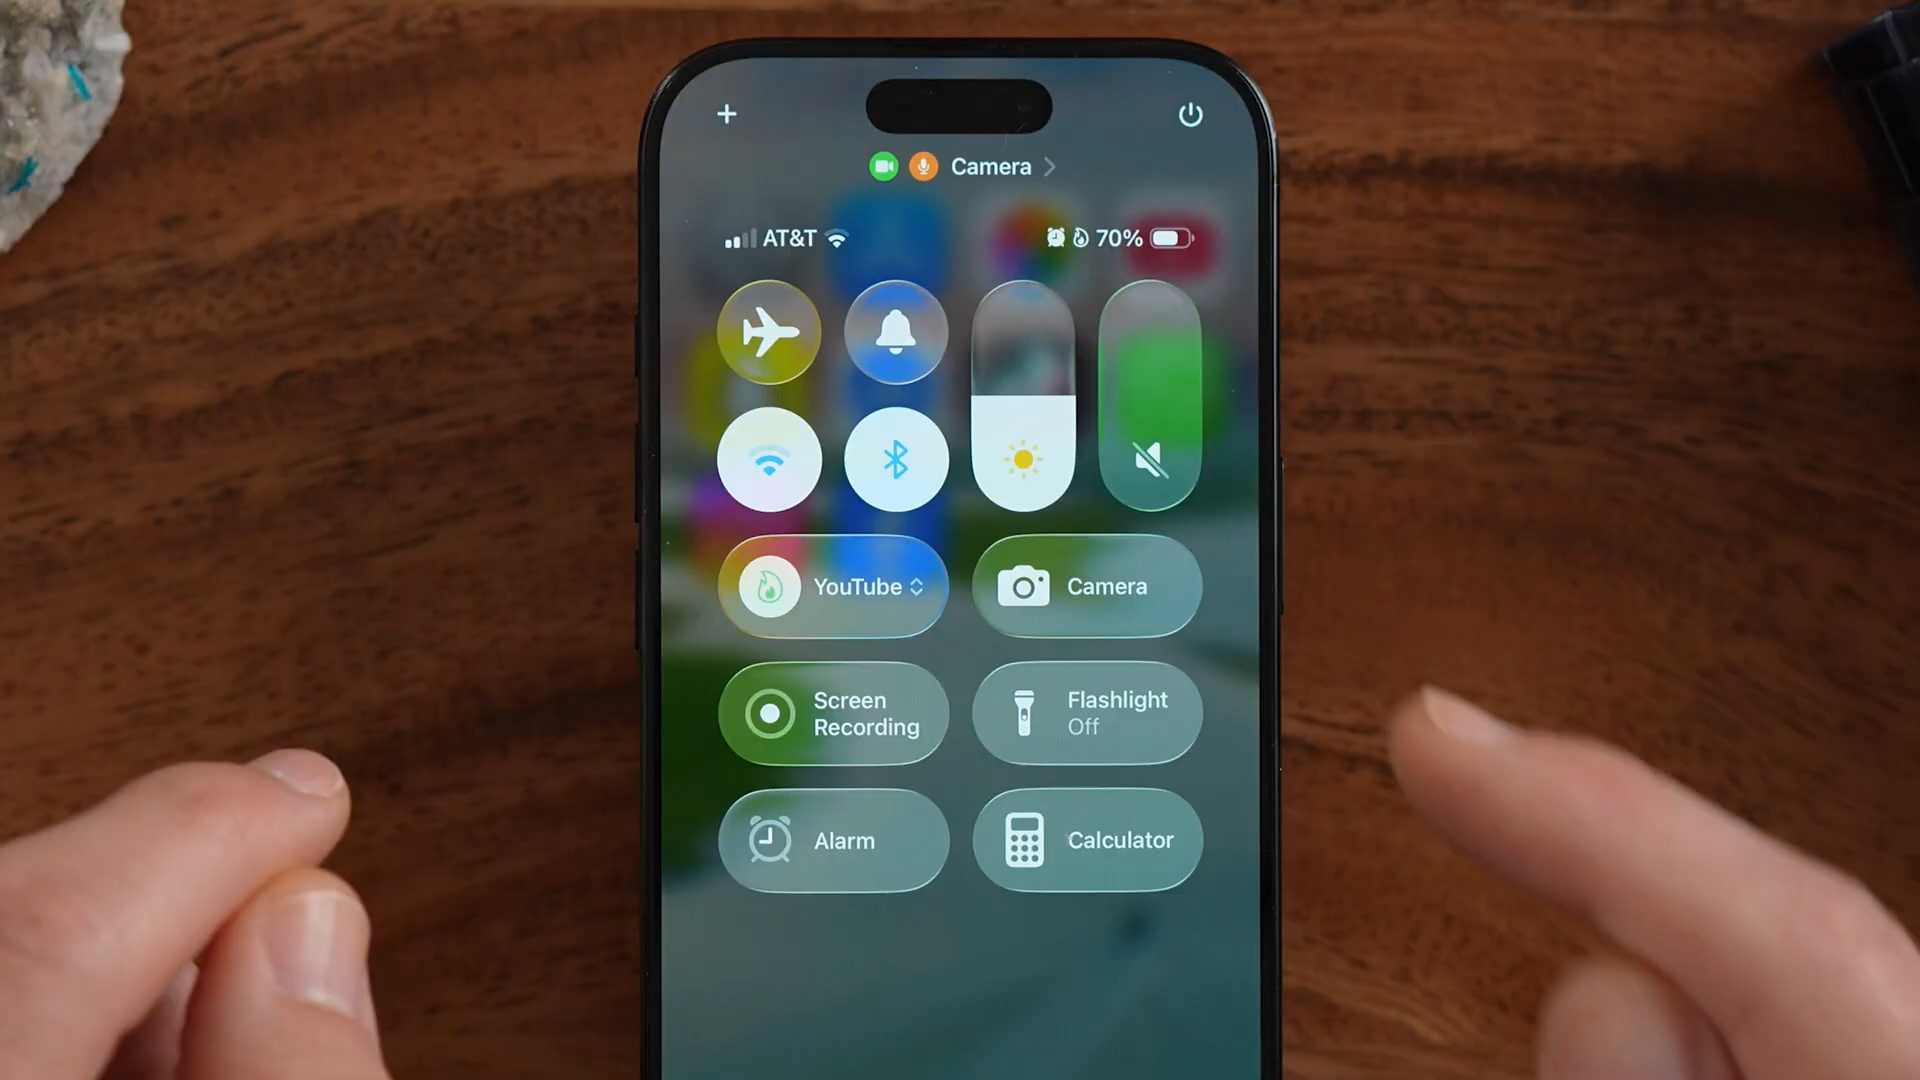 Camera
AT&T
70%
YouTube
Camera
Screen
Recording
Flashlight
Off
Alarm
Calculator